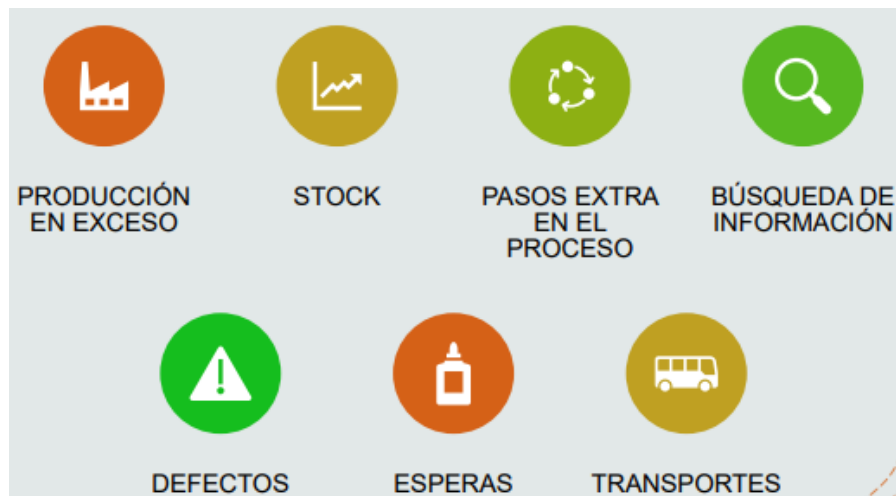 PRODUCCIÓN
EN EXCESO
STOCK
PASOS EXTRA
EN EL
PROCESO
BÚSQUEDA DE
INFORMACIÓN
DEFECTOS
ESPERAS
TRANSPORTES